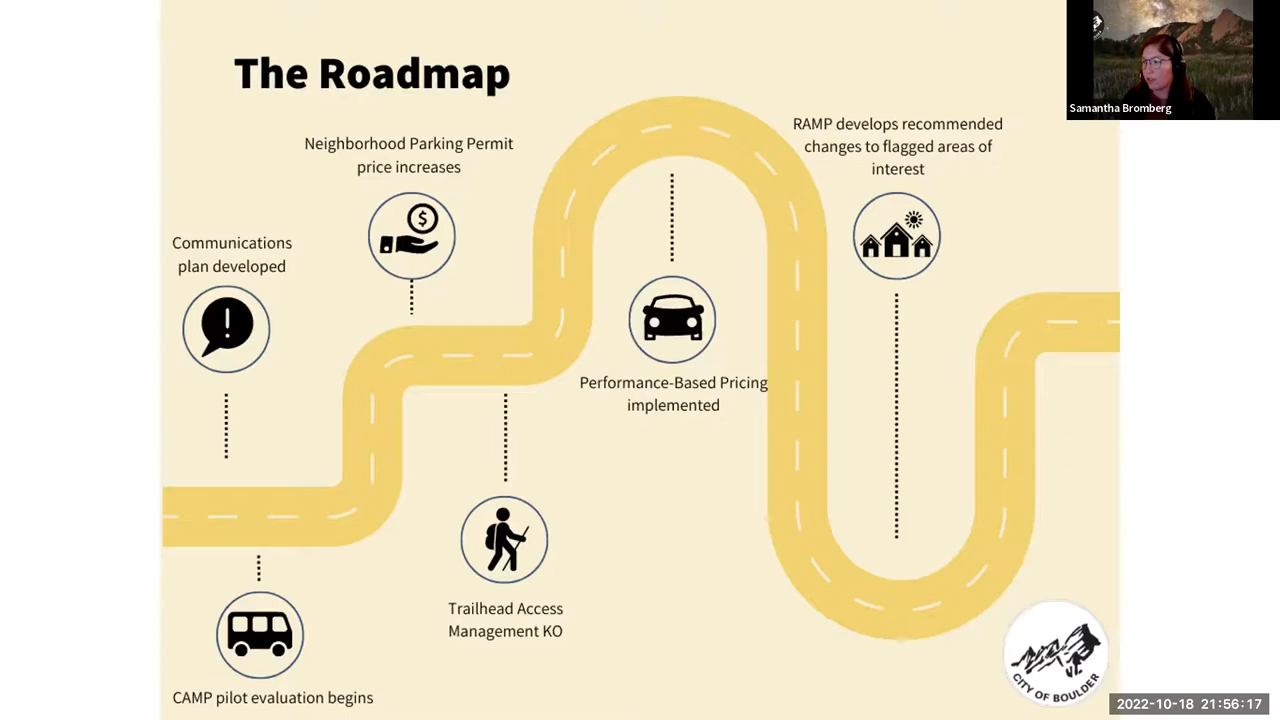 The Roadmap
Samantha Bromberg
Neighborhood Parking Permit
price increases
RAMP develops recommended
changes to flagged areas of
interest
Communications
plan developed
Performance-Based Pricing
implemented
Trailhead Access
Management KO
CAMP pilot evaluation begins
CITY OF BOULDER
2022-10-18 21:56:17